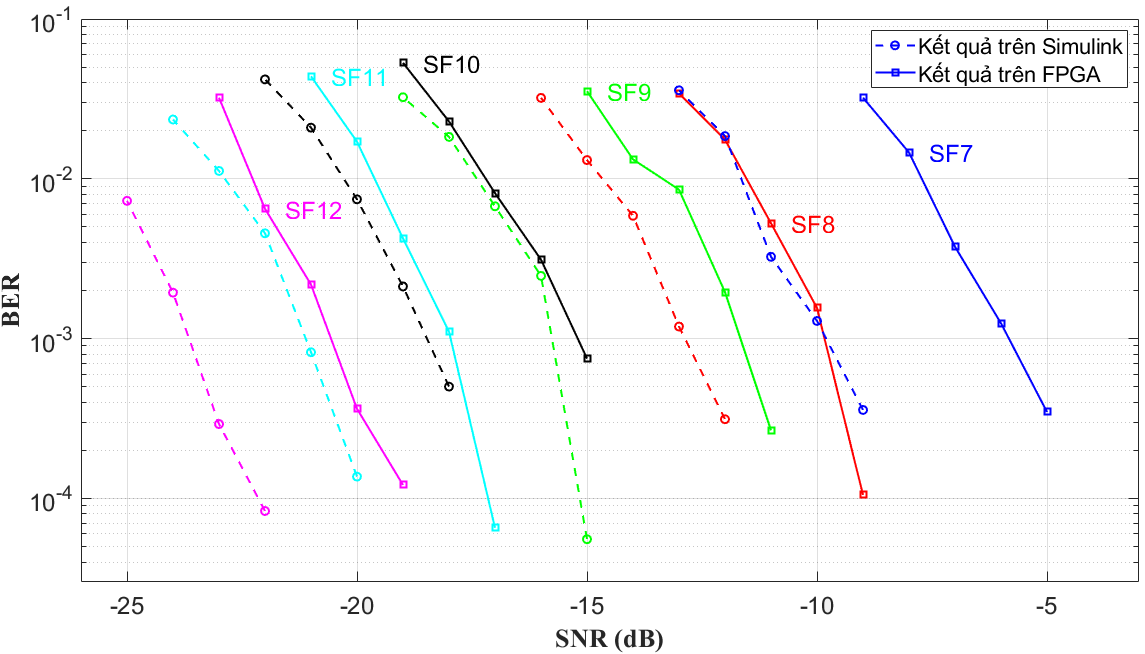 10-1
10-2
10-3
10-4
BER
SF12
SF11
SF10
SF9
SF8
SF7
Kết quả trên Simulink
Kết quả trên FPGA
-25
-20
-15
-10
-5
SNR (dB)